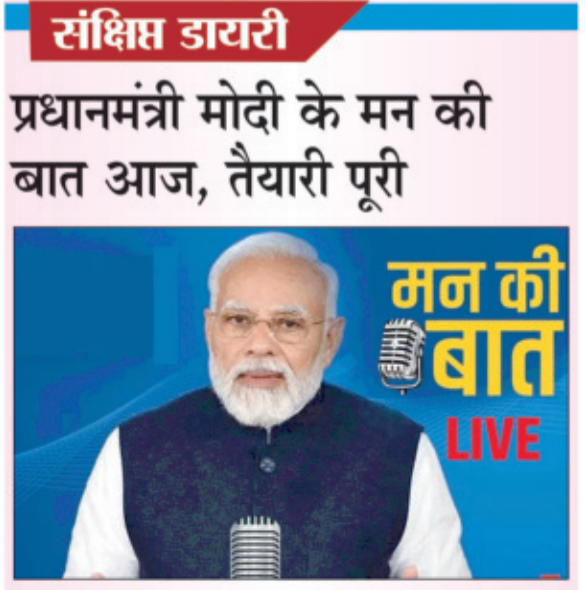 संक्षिप्त डायरी
प्रधानमंत्री मोदी के मन की
बात आज, तैयारी पूरी
मन की
बात
LIVE